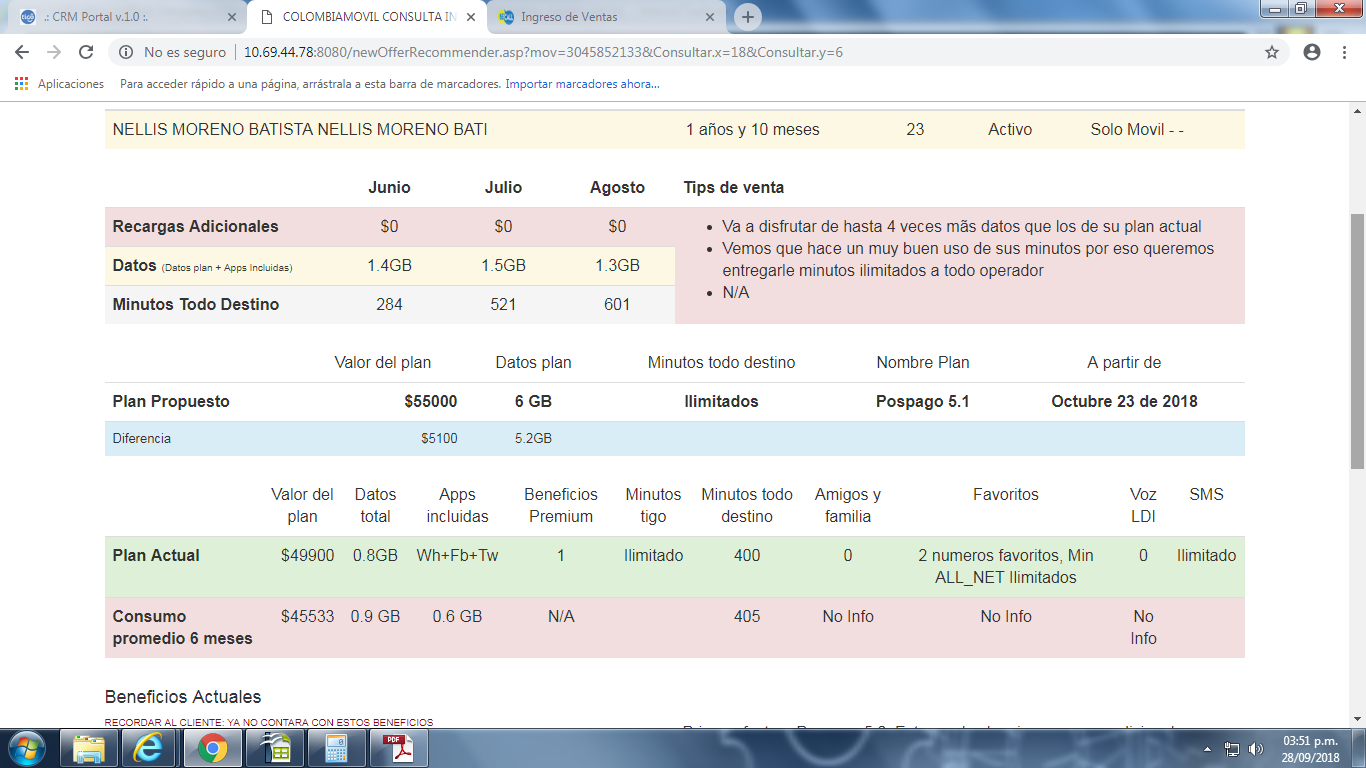 .: CRM Portal v.1.0 :.
COLOMBIAMOVIL CONSULTA IN
Ingreso de Ventas
No es seguro
10.69.44.78:8080/newOfferRecommender.asp?mov=3045852133&Consultar.x=18&Consultar.y=6
Aplicaciones Para acceder rápido a una página, arrástrala a esta barra de marcadores. Importar marcadores ahora...
NELLIS MORENO BATISTA NELLIS MORENO BATI 1 años y 10 meses 23 Activo Solo Movil - -
Junio Julio Agosto Tips de venta
Recargas Adicionales $0 $0 $0
Datos (Datos plan + Apps Incluidas) 1.4GB 1.5GB 1.3GB
Minutos Todo Destino 284 521 601
• Va a disfrutar de hasta 4 veces mãs datos que los de su plan actual
• Vemos que hace un muy buen uso de sus minutos por eso queremos
entregarle minutos ilimitados a todo operador
• N/A
Valor del plan Datos plan Minutos todo destino Nombre Plan A partir de
Plan Propuesto $55000 6 GB Ilimitados Pospago 5.1 Octubre 23 de 2018
Diferencia $5100 5.2GB
Valor del Datos Apps Beneficios Minutos Minutos todo Amigos y Favoritos Voz SMS
plan total incluidas Premium tigo destino familia LDI
Plan Actual $49900 0.8GB Wh+Fb+Tw 1 Ilimitado 400 0 2 numeros favoritos, Min 0 Ilimitado
ALL_NET Ilimitados
Consumo $45533 0.9 GB 0.6 GB N/A 405 No Info No Info No
promedio 6 meses Info
Beneficios Actuales
RECORDAR AL CLIENTE: YA NO CONTARA CON ESTOS BENEFICIOS
03:51 p.m.
28/09/2018